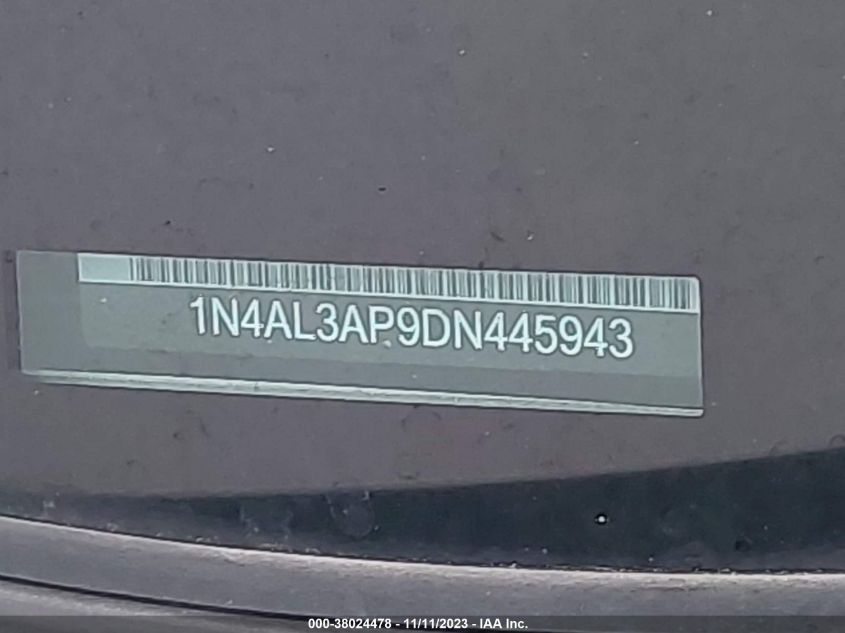 1N4AL3AP9DN445943
000-38024478 - 11/11/2023 - IAA Inc.